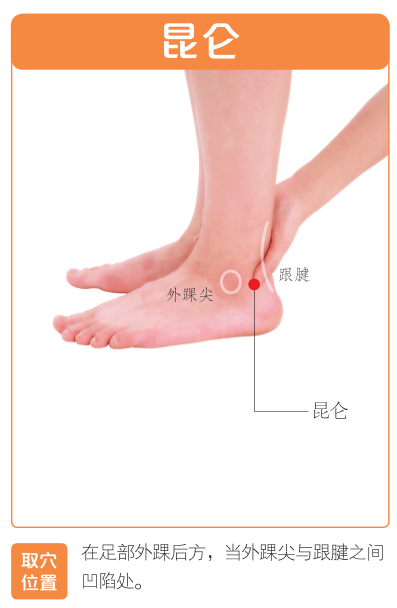 昆仑
跟腱
外踝尖
昆仑
取穴
位置
在足部外踝后方，当外踝尖与跟腱之间
凹陷处。